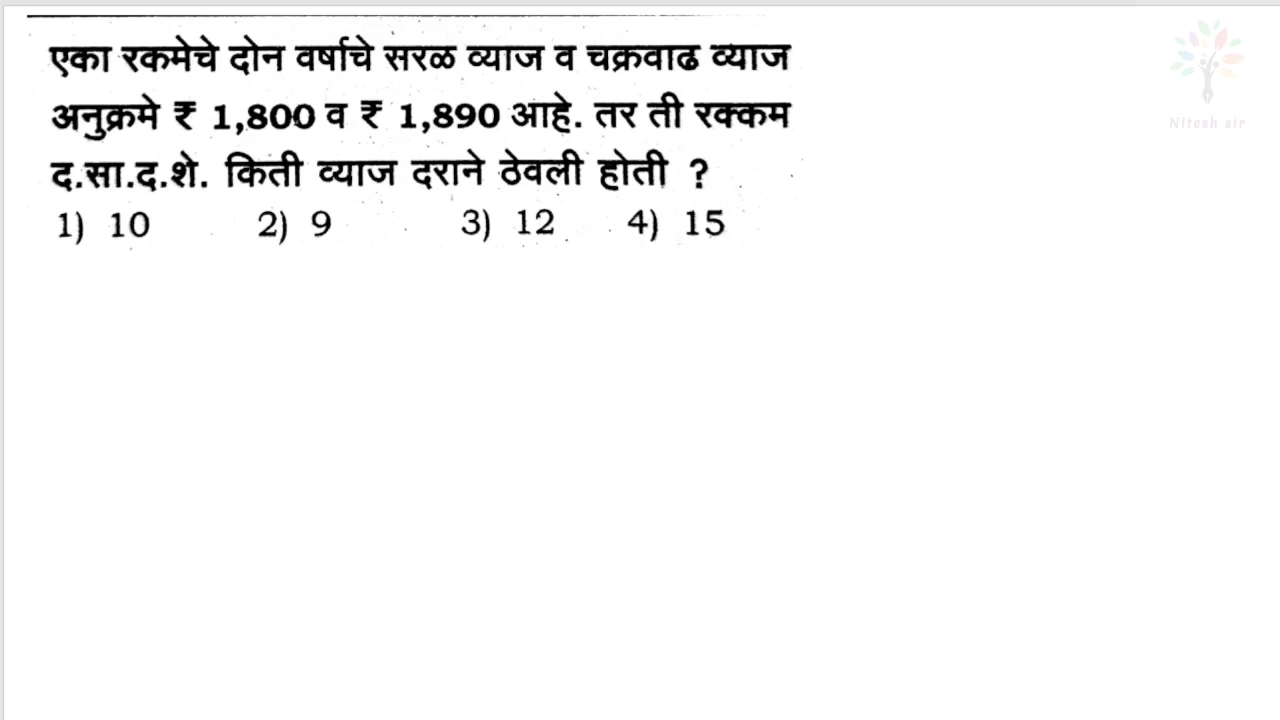 एका रकमेचे दोन वर्षाचे सरळ व्याज व चक्रवाढ व्याज
अनुक्रमे ₹ 1,800 व ₹ 1,890 आहे. तर ती रक्कम
द.सा.द.शे. किती व्याज दराने ठेवली होती ?
1) 10 2) 9 3) 12 4) 15
Nitesh sir